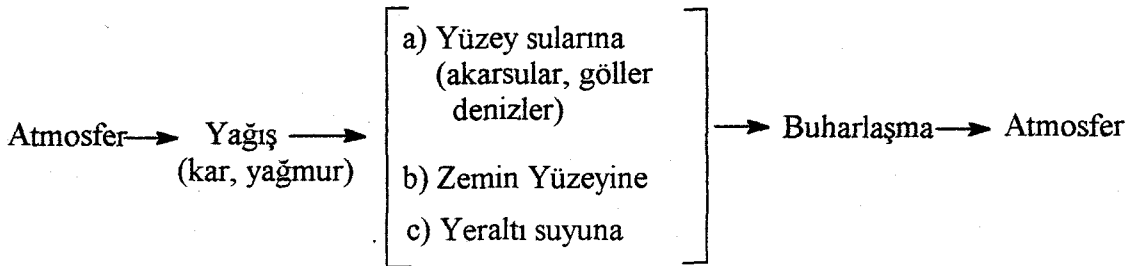 a) Yüzey sularına
(akarsular, göller
denizler)
Atmosfer → Yağış → → Buharlaşma → Atmosfer
(kar, yağmur)
b) Zemin Yüzeyine
c) Yeraltı suyuna